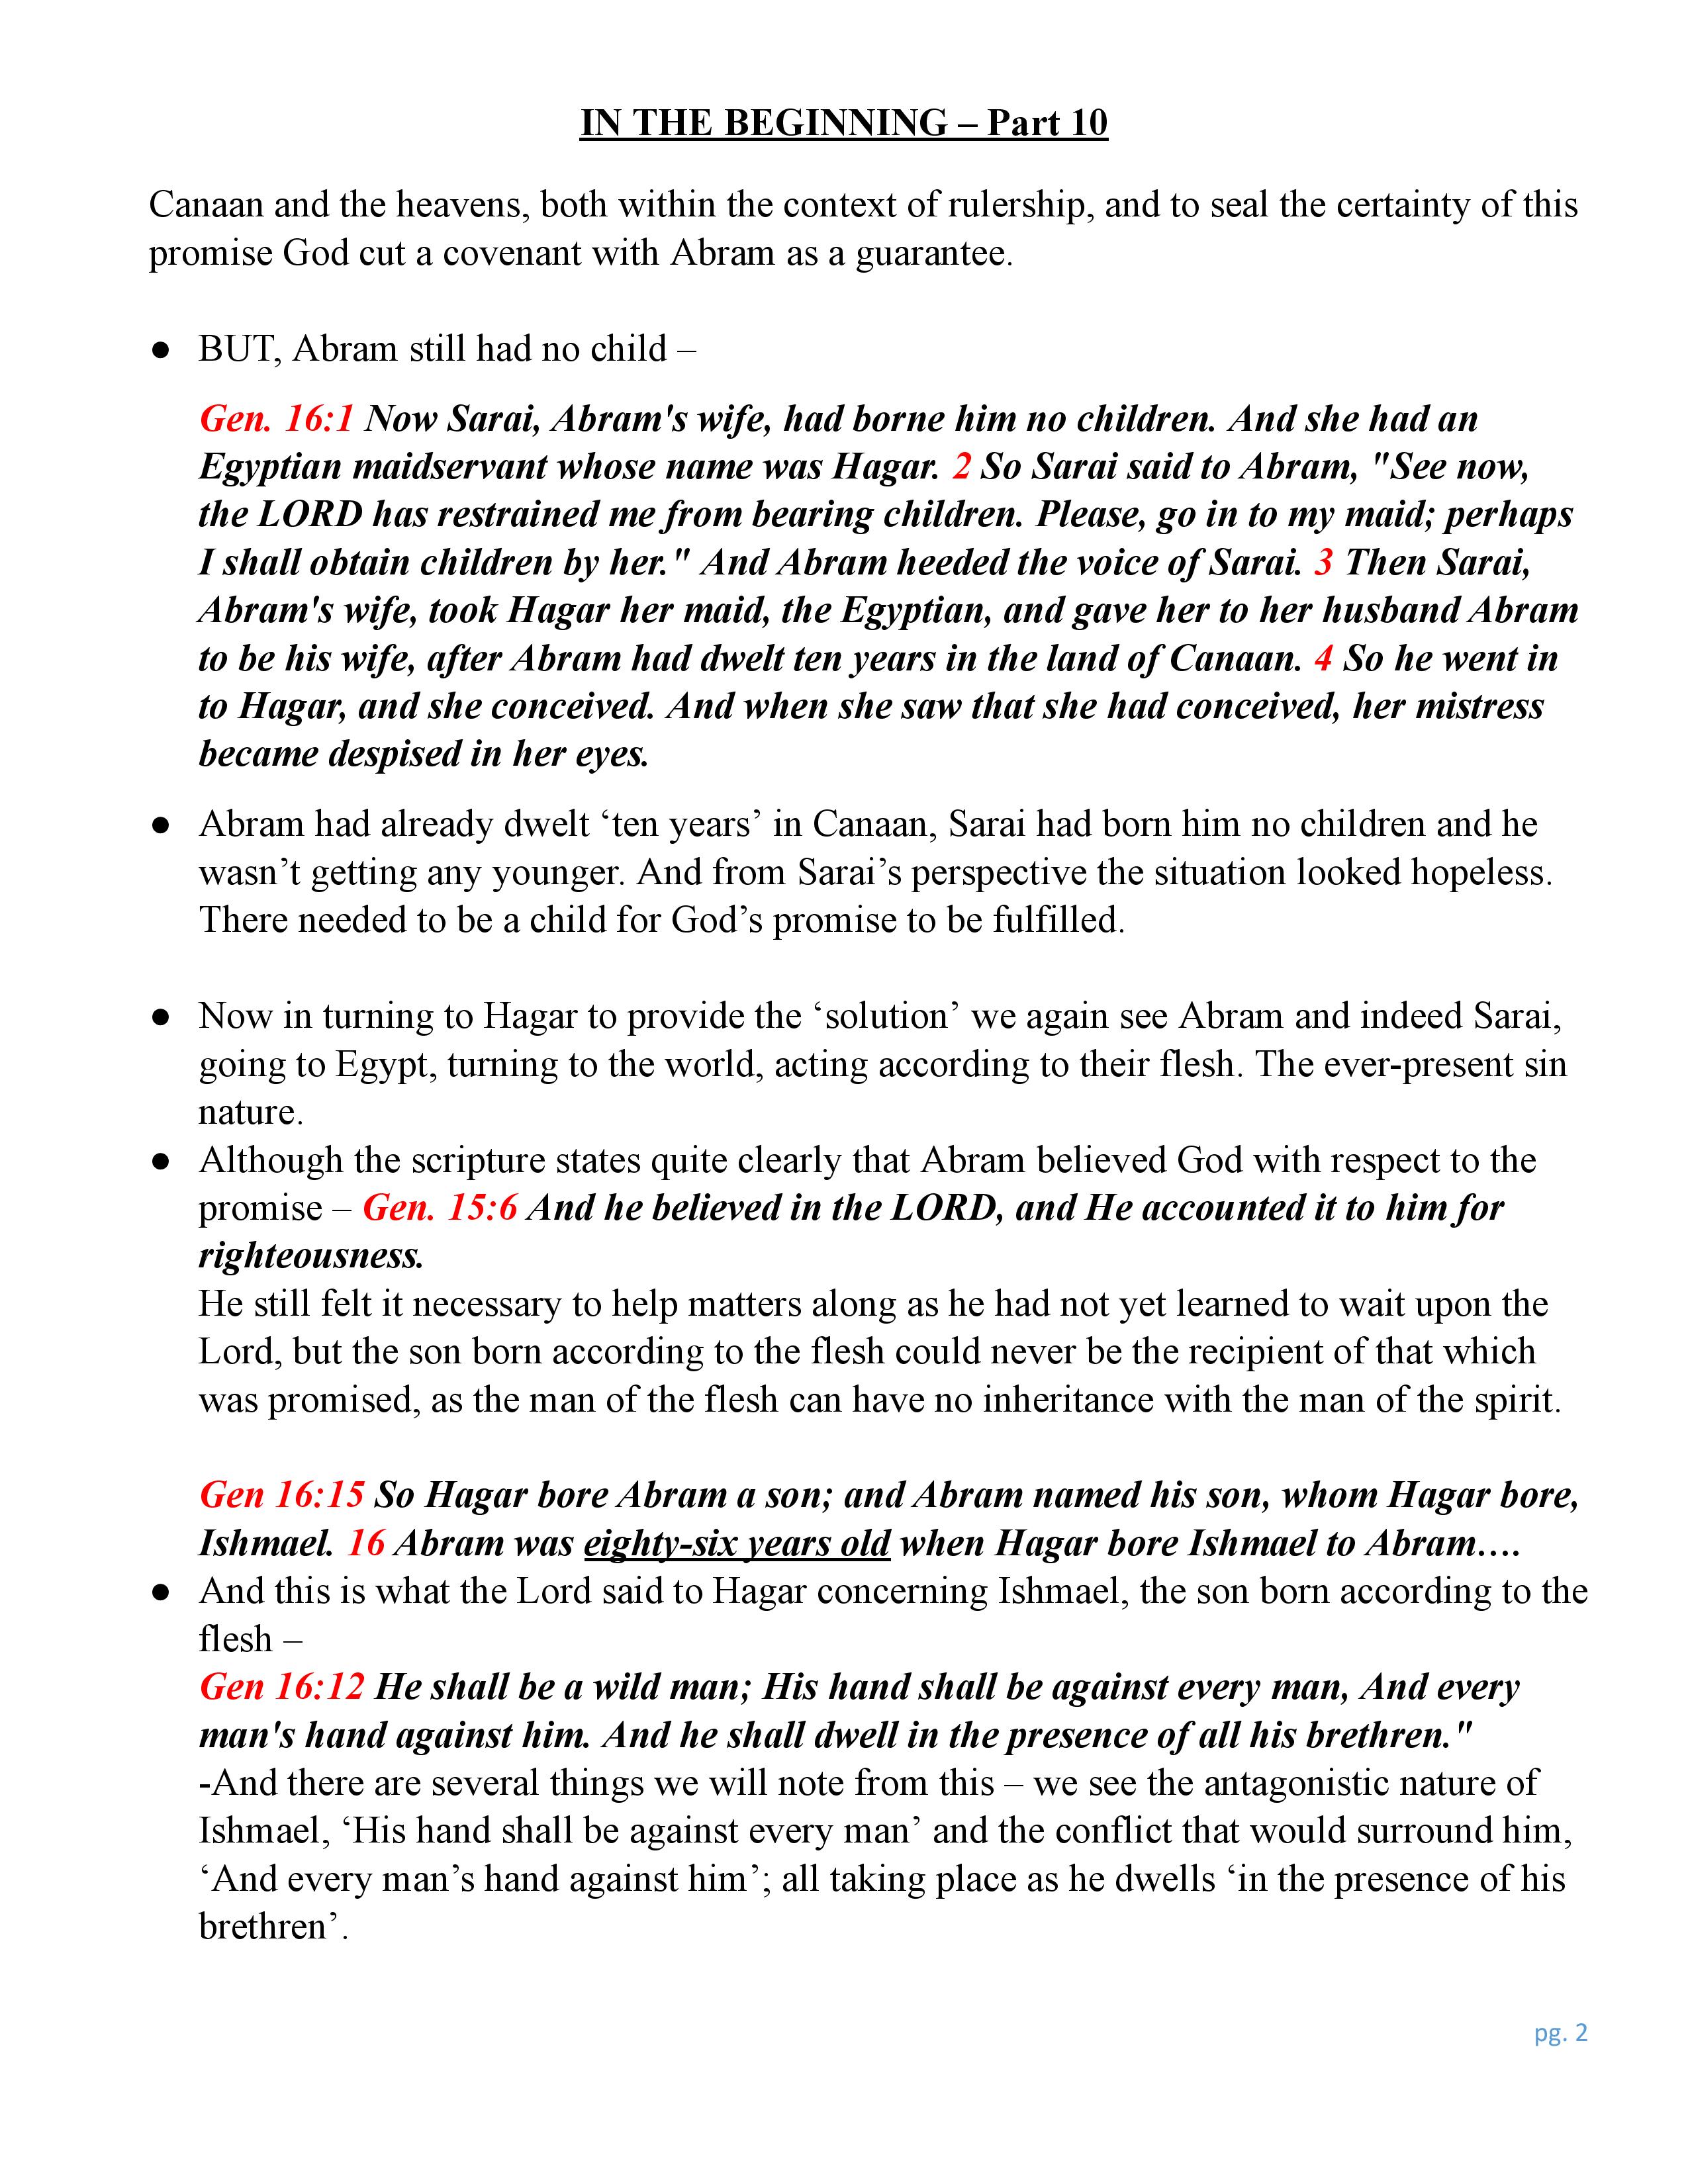 IN THE BEGINNING – Part 10
Canaan and the heavens, both within the context of rulership, and to seal the certainty of this
promise God cut a covenant with Abram as a guarantee.
● BUT, Abram still had no child –
Gen. 16:1 Now Sarai, Abram's wife, had borne him no children. And she had an
Egyptian maidservant whose name was Hagar. 2 So Sarai said to Abram, "See now,
the LORD has restrained me from bearing children. Please, go in to my maid; perhaps
I shall obtain children by her." And Abram heeded the voice of Sarai. 3 Then Sarai,
Abram's wife, took Hagar her maid, the Egyptian, and gave her to her husband Abram
to be his wife, after Abram had dwelt ten years in the land of Canaan. 4 So he went in
to Hagar, and she conceived. And when she saw that she had conceived, her mistress
became despised in her eyes.
● Abram had already dwelt ‘ten years’ in Canaan, Sarai had born him no children and he
wasn’t getting any younger. And from Sarai’s perspective the situation looked hopeless.
There needed to be a child for God’s promise to be fulfilled.
● Now in turning to Hagar to provide the ‘solution’ we again see Abram and indeed Sarai,
going to Egypt, turning to the world, acting according to their flesh. The ever-present sin
nature.
● Although the scripture states quite clearly that Abram believed God with respect to the
promise – Gen. 15:6 And he believed in the LORD, and He accounted it to him for
righteousness.
He still felt it necessary to help matters along as he had not yet learned to wait upon the
Lord, but the son born according to the flesh could never be the recipient of that which
was promised, as the man of the flesh can have no inheritance with the man of the spirit.
Gen 16:15 So Hagar bore Abram a son; and Abram named his son, whom Hagar bore,
Ishmael. 16 Abram was eighty-six years old when Hagar bore Ishmael to Abram….
● And this is what the Lord said to Hagar concerning Ishmael, the son born according to the
flesh –
Gen 16:12 He shall be a wild man; His hand shall be against every man, And every
man's hand against him. And he shall dwell in the presence of all his brethren."
-And there are several things we will note from this – we see the antagonistic nature of
Ishmael, ‘His hand shall be against every man’ and the conflict that would surround him,
‘And every man’s hand against him’; all taking place as he dwells ‘in the presence of his
brethren’.
pg. 2